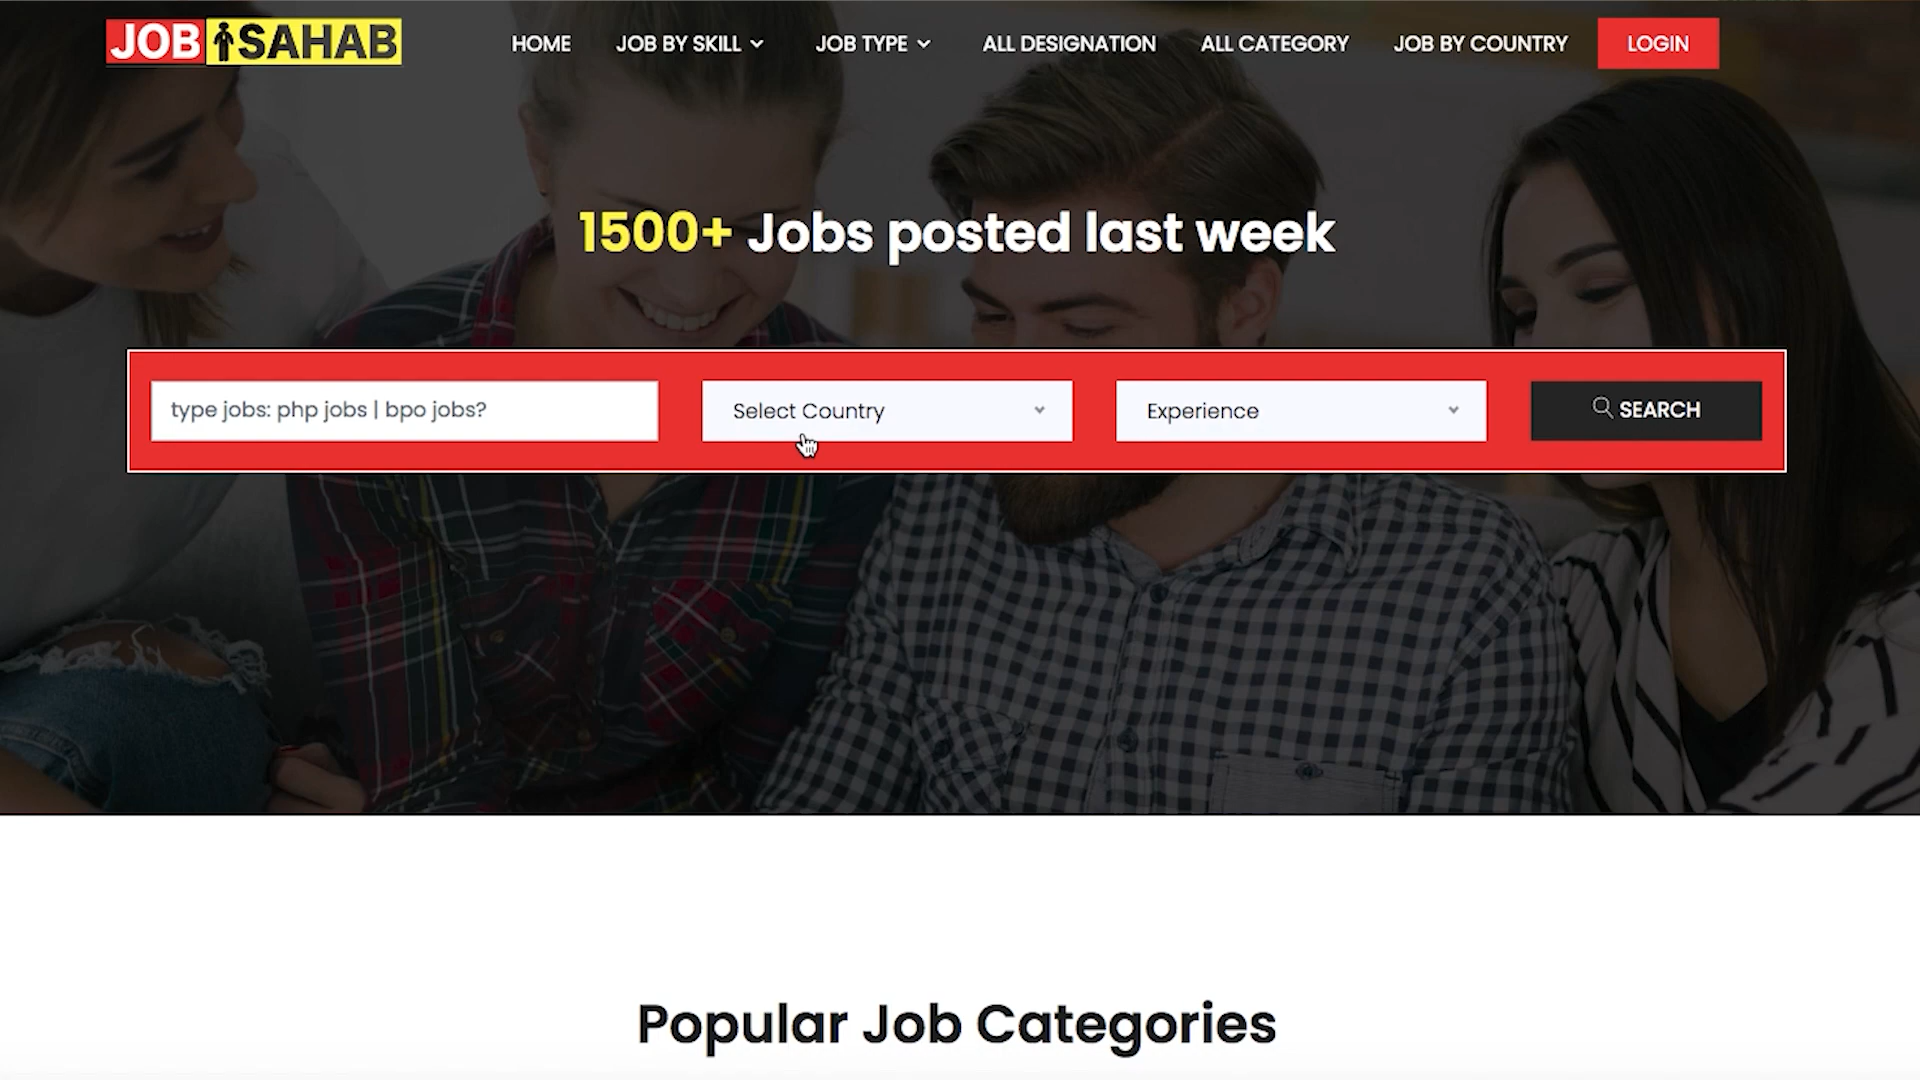 JOB SAHAB
HOME JOB BY SKILL JOB TYPE ALL DESIGNATION ALL CATEGORY JOB BY COUNTRY LOGIN
1500+ Jobs posted last week
type jobs: php jobs | bpo jobs? Select Country Experience SEARCH
Popular Job Categories